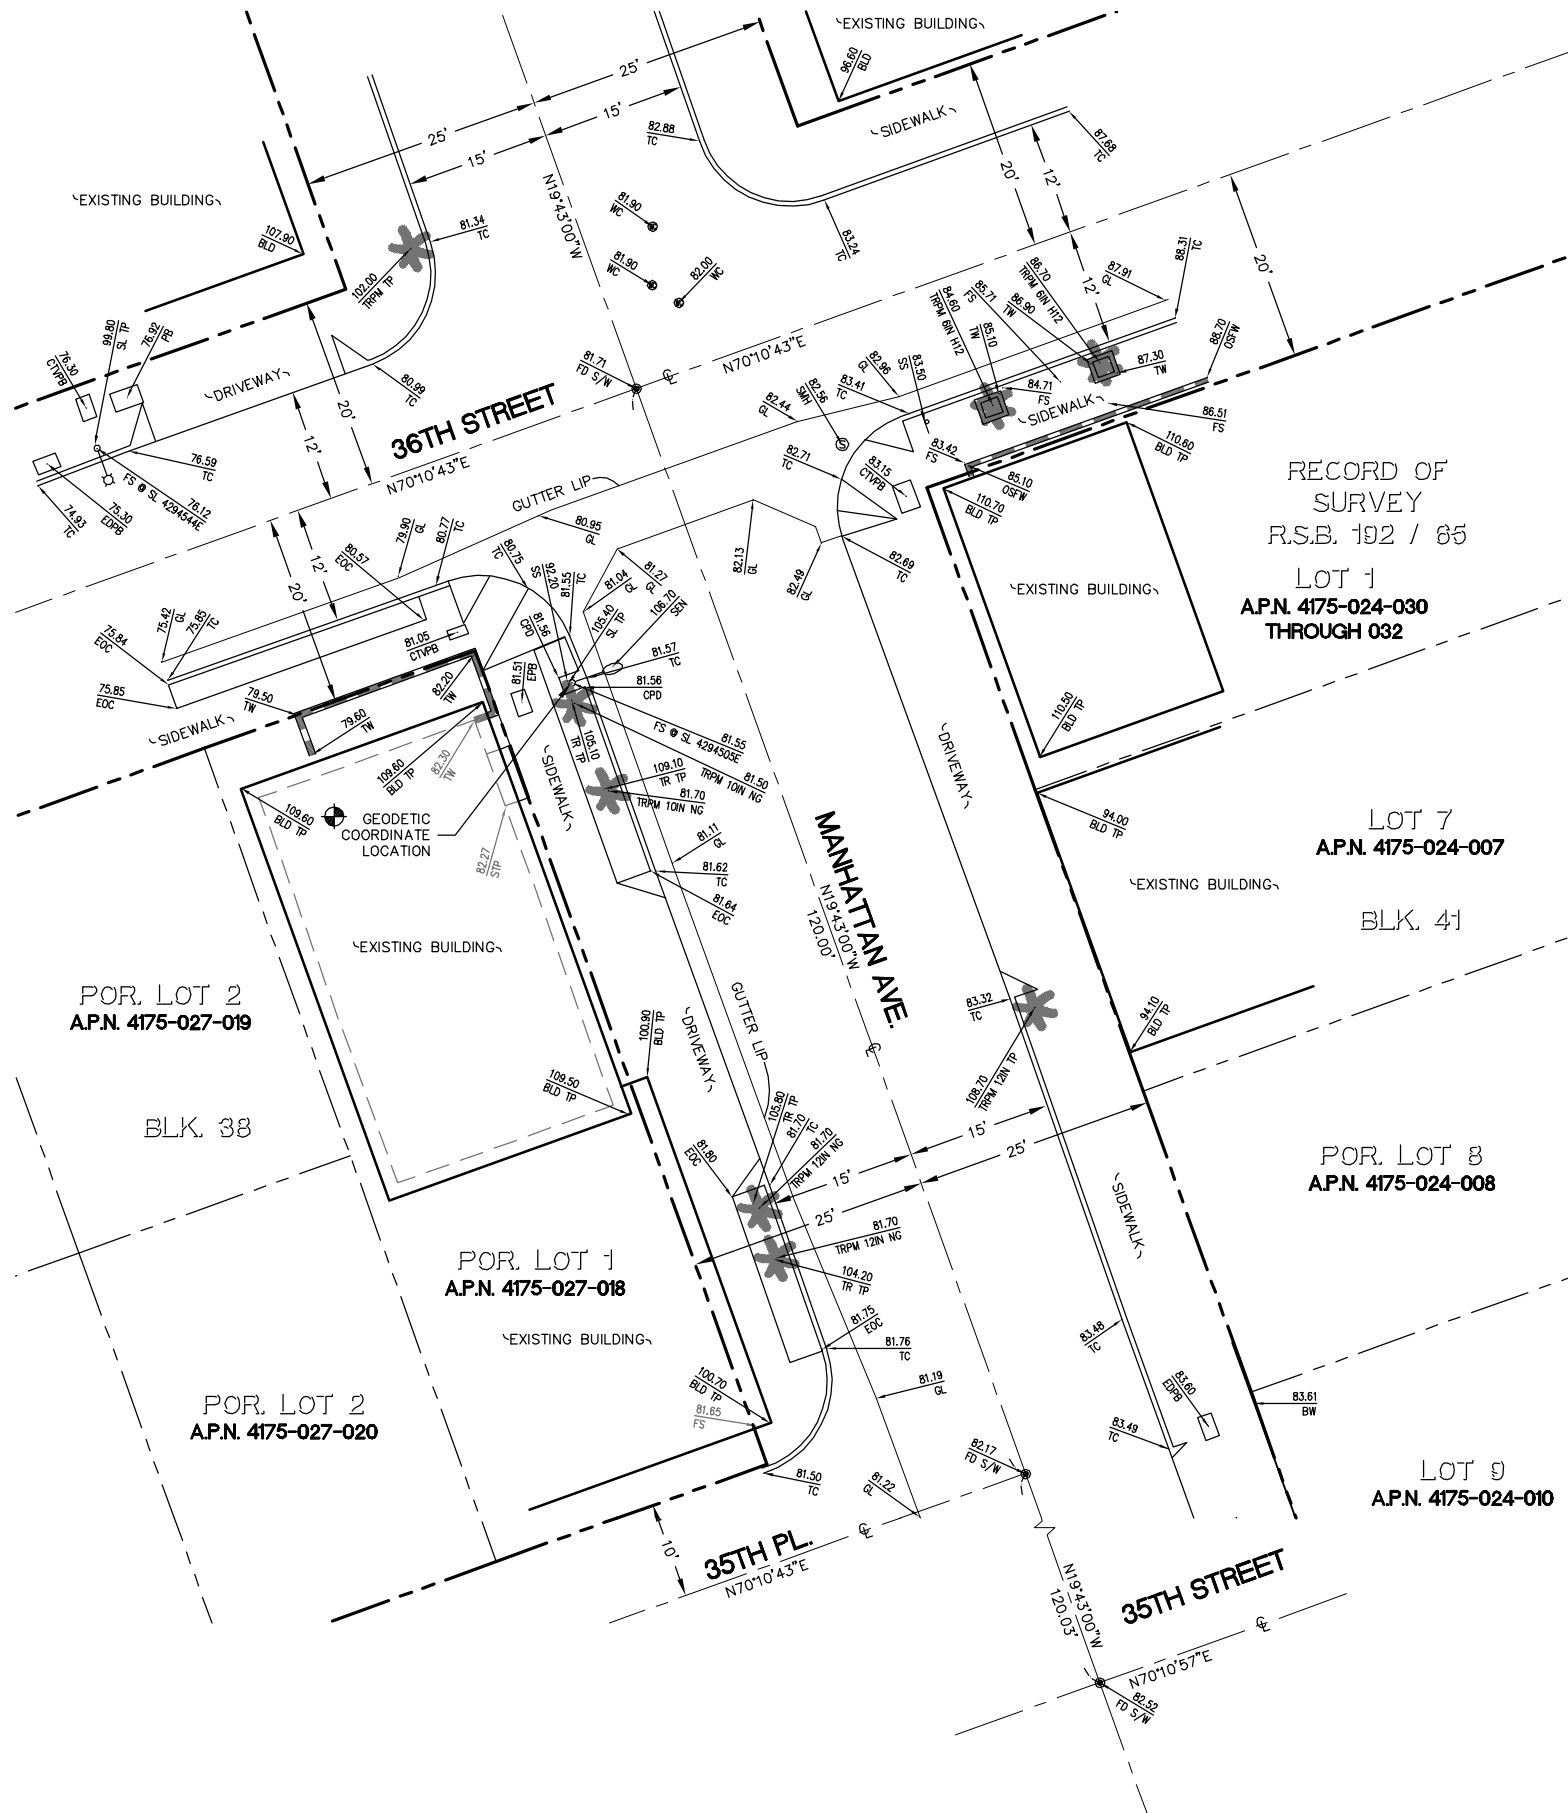 EXISTING BUILDING
96.60
BLD
25'
25'
15'
15'
82.88
TC
SIDEWALK
87.68
TC
20'
12'
N19°43'00"W
EXISTING BUILDING
107.90
BLD
81.34
TC
102.00
TRPM TP
81.90
WC
81.90
WC
82.00
WC
83.24
TC
88.31
TC
87.91
GL
86.70
TRPM 6IN H12
86.90
TW
85.71
FS
84.60
TRPM 6IN H12
85.10
TW
12'
20'
88.70
OSFW
87.30
TW
84.71
FS
SIDEWALK
86.51
FS
110.60
BLD TP
99.80
SL TP
76.92
PB
76.30
CTVPB
DRIVEWAY
80.99
TC
20'
12'
81.71
FD S/W
℄
N70°10'43"E
82.96
GL
83.50
SS
83.41
TC
82.56
SMH
82.44
GL
36TH STREET
N70°10'43"E
76.59
TC
76.12
FS @ SL 4294544E
75.30
EDPB
74.93
TC
82.71
TC
83.15
CTVPB
83.42
FS
85.10
OSFW
110.70
BLD TP
RECORD OF
SURVEY
R.S.B. 192 / 65
LOT 1
A.P.N. 4175-024-030
THROUGH 032
EXISTING BUILDING
GUTTER LIP
80.95
GL
79.90
GL
80.77
TC
80.57
EOC
12'
20'
80.75
TC
92.20
SS
81.55
TC
81.04
GL
81.27
GL
82.13
GL
82.49
GL
82.69
TC
105.40
SL TP
106.70
SEN
81.56
CPD
81.57
TC
81.56
CPD
75.42
GL
75.85
TC
75.84
EOC
75.85
EOC
81.05
CTVPB
81.51
EPB
82.20
TW
79.50
TW
79.60
TW
SIDEWALK
109.60
BLD TP
82.30
TW
SIDEWALK
105.10
TR TP
81.55
FS @ SL 4294505E
81.50
TRPM 10IN NG
109.10
TR TP
81.70
TRPM 10IN NG
109.60
BLD TP
GEODETIC
COORDINATE
LOCATION
82.27
STP
81.11
GL
81.62
TC
81.64
EOC
110.50
BLD TP
DRIVEWAY
94.00
BLD TP
LOT 7
A.P.N. 4175-024-007
EXISTING BUILDING
BLK. 41
MANHATTAN AVE.
N19°43'00"W
120.00'
℄
EXISTING BUILDING
POR. LOT 2
A.P.N. 4175-027-019
BLK. 38
GUTTER LIP
DRIVEWAY
100.90
BLD TP
109.50
BLD TP
83.32
TC
108.70
TRPM 12IN TP
94.10
BLD TP
15'
25'
POR. LOT 8
A.P.N. 4175-024-008
105.80
TR TP
81.70
TC
81.70
TRPM 12IN NG
81.80
EOC
15'
25'
81.70
TRPM 12IN NG
104.20
TR TP
SIDEWALK
POR. LOT 1
A.P.N. 4175-027-018
EXISTING BUILDING
81.75
EOC
81.76
TC
81.19
GL
83.48
TC
83.60
EDPB
83.61
BW
83.49
TC
POR. LOT 2
A.P.N. 4175-027-020
100.70
BLD TP
81.65
FS
81.50
TC
81.22
GL
82.17
FD S/W
LOT 9
A.P.N. 4175-024-010
10'
35TH PL.
N70°10'43"E
℄
N19°43'00"W
120.03'
35TH STREET
℄
N70°10'57"E
82.52
FD S/W